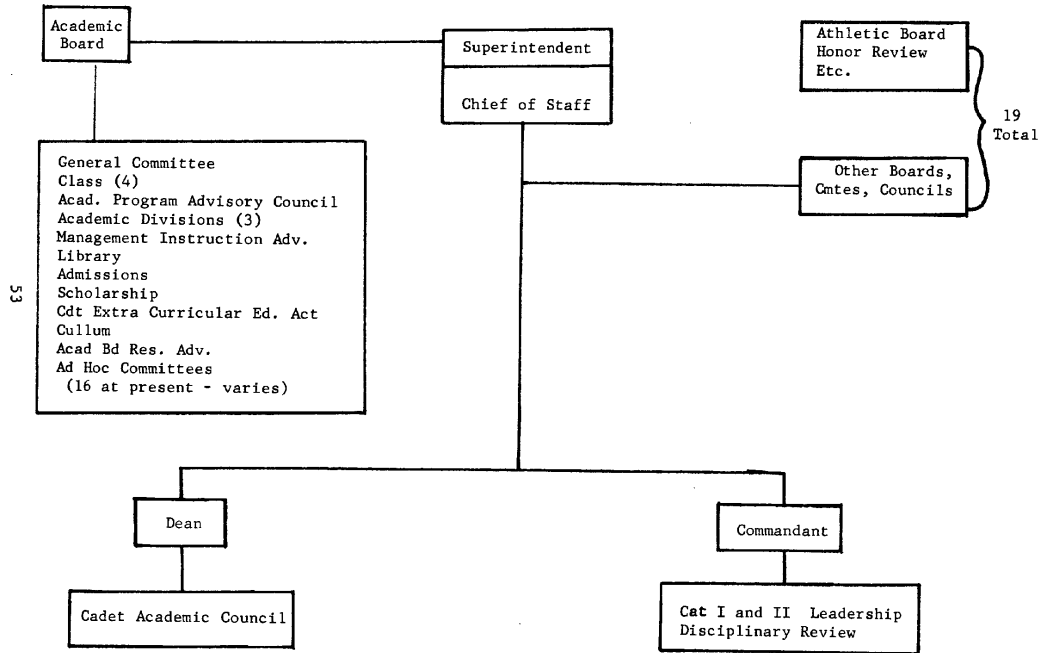 Academic
Board
Superintendent
Chief of Staff
Athletic Board
Honor Review
Etc.
19
Total
Other Boards,
Cmtes, Councils
General Committee
Class (4)
Acad. Program Advisory Council
Academic Divisions (3)
Management Instruction Adv.
Library
Admissions
Scholarship
Cdt Extra Curricular Ed. Act
Cullum
Acad Bd Res. Adv.
Ad Hoc Committees
(16 at present - varies)
53
Dean
Commandant
Cadet Academic Council
Cat I and II Leadership
Disciplinary Review